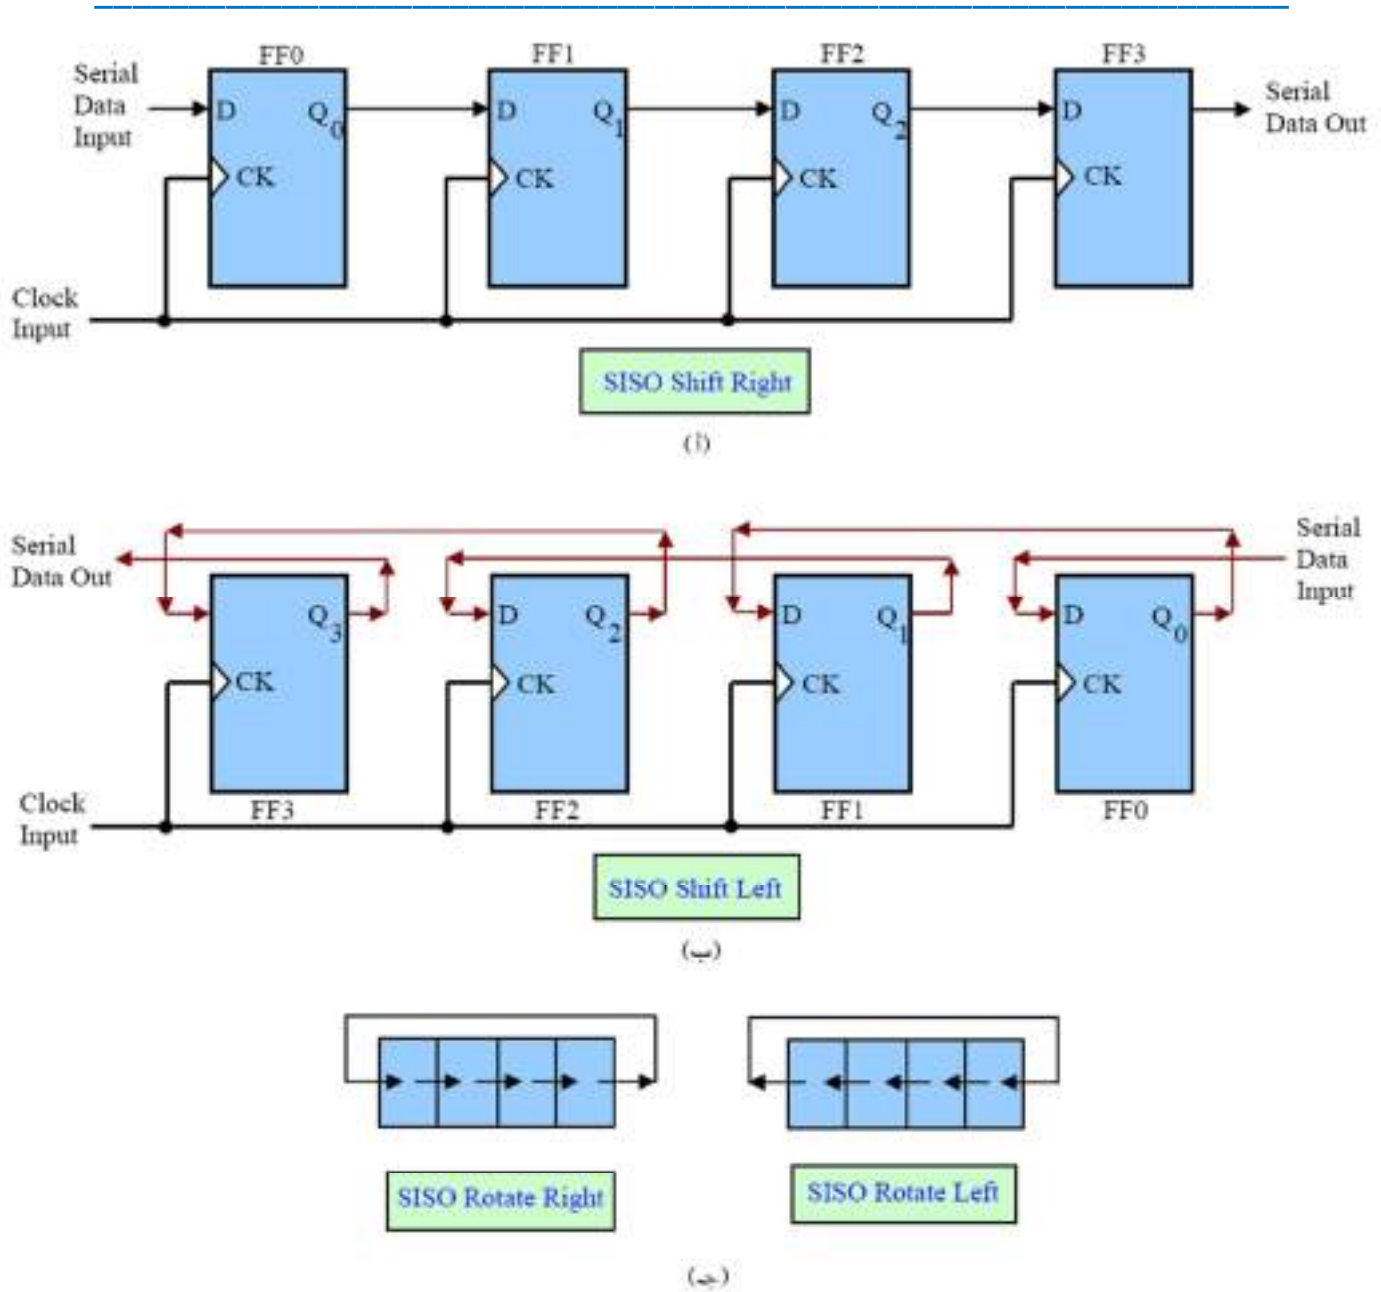 FF0
FF1
FF2
FF3
Serial
Data
Input
D
Q0
D
Q1
D
Q2
D
Serial
Data Out
CK
CK
CK
CK
Clock
Input
SISO Shift Right
(أ)
Serial
Data Out
Serial
Data
Input
Q3
D
Q2
D
Q1
D
Q0
CK
CK
CK
CK
Clock
Input
FF3
FF2
FF1
FF0
SISO Shift Left
(ب)
SISO Rotate Right
SISO Rotate Left
(جـ)